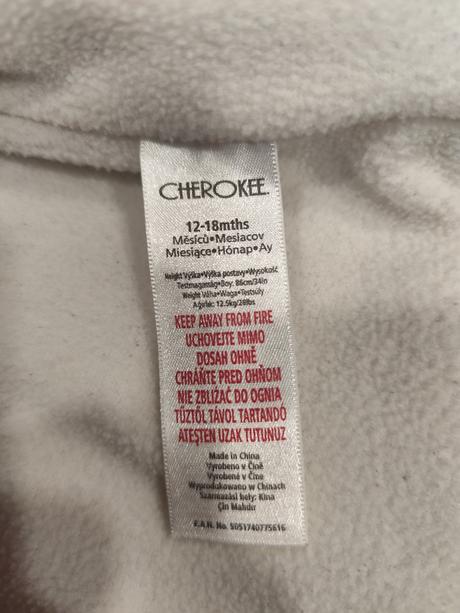 CHEROKEE
12-18mths
Měsíců•Mesiacov
Miesiące•Hónap•Ay
Height Výška•Výška postavy•Wysokość
Testmagasság•Boy: 86cm/34in
Weight Váha•Waga•Testsúly
Ağırlık: 12.5kg/28lbs
KEEP AWAY FROM FIRE
UCHOVEJTE MIMO
DOSAH OHNĚ
CHRÁŇTE PRED OHŇOM
NIE ZBLIŻAĆ DO OGNIA
TŰZTŐL TÁVOL TARTANDÓ
ATEŞTEN UZAK TUTUNUZ
Made in China
Vyrobeno v Číně
Vyrobené v Číne
Wyprodukowano w Chinach
Származási hely: Kína
Çin Malıdır
E.A.N. No. 5051740775616